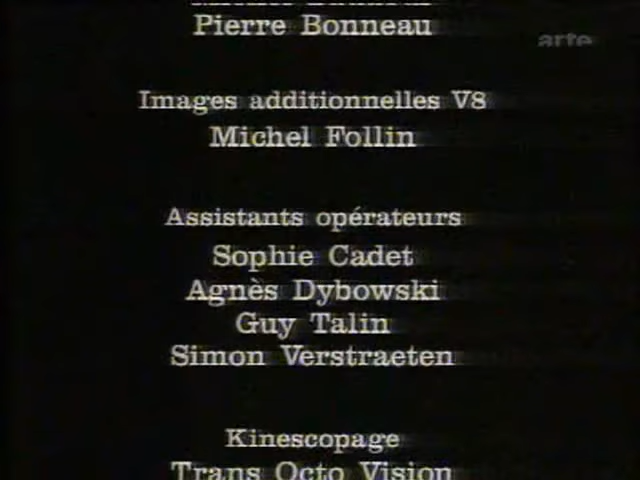 Pierre Bonneau
arte
Images additionnelles V8
Michel Follin
Assistants opérateurs
Sophie Cadet
Agnès Dybowski
Guy Talin
Simon Verstraeten
Kinescopage
Trans Octo Vision